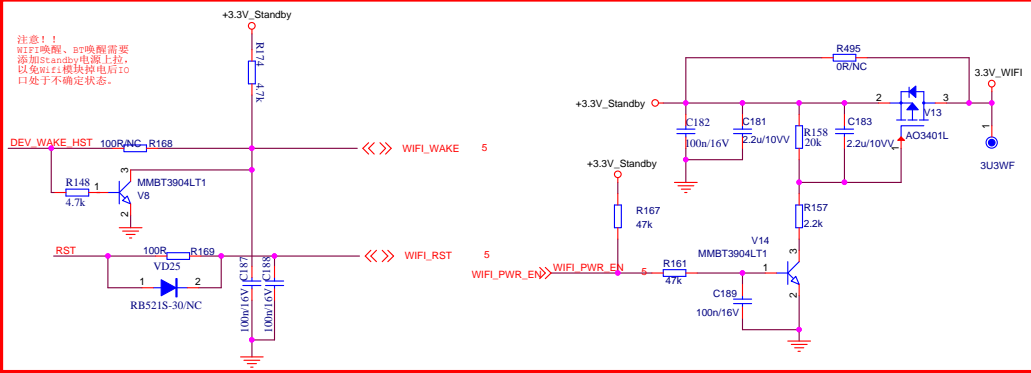 +3.3V_Standby
注意！！
WIFI唤醒、BT唤醒需要
添加Standby电源上拉，
以免Wifi模块掉电后IO
口处于不确定状态。
R174
4.7k
DEV_WAKE_HST
100R/NC
R168
WIFI_WAKE
5
R148
4.7k
1
3
2
MMBT3904LT1
V8
RST
100R
R169
WIFI_RST
5
VD25
1
2
RB521S-30/NC
C187
100n/16V
C188
100n/16V
R495
0R/NC
3.3V_WIFI
+3.3V_Standby
2
3
V13
1
AO3401L
1
3U3WF
C182
100n/16V
C181
2.2u/10VV
R158
20k
C183
2.2u/10VV
+3.3V_Standby
R167
47k
R157
2.2k
V14
MMBT3904LT1
WIFI_PWR_EN
WIFI_PWR_EN
5
R161
47k
1
3
2
C189
100n/16V